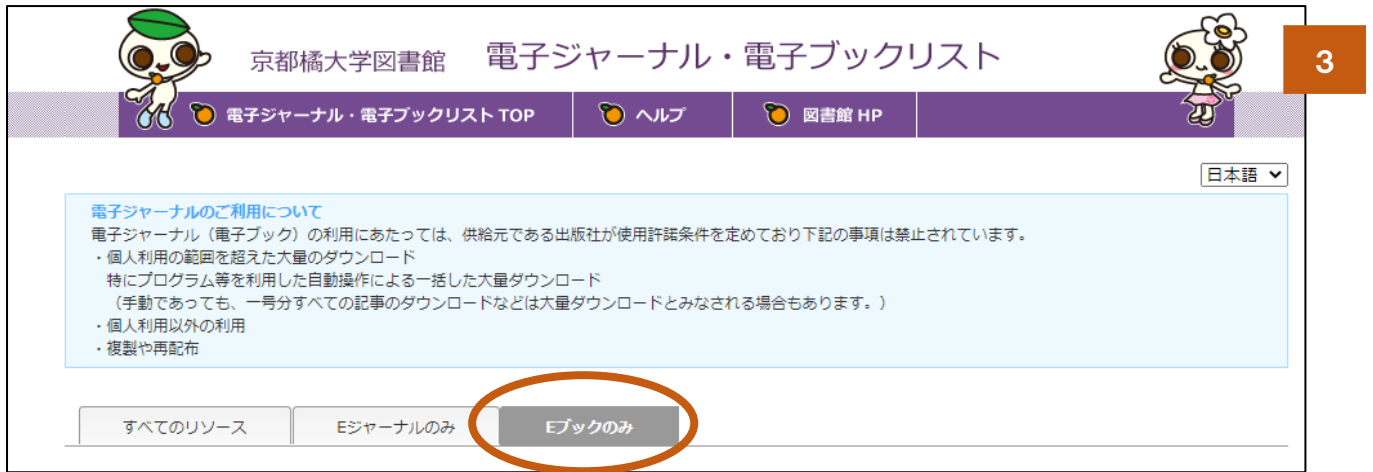 京都橘大学図書館 電子ジャーナル・電子ブックリスト
3
電子ジャーナル・電子ブックリスト TOP ヘルプ 図書館 HP
日本語
電子ジャーナルのご利用について
電子ジャーナル（電子ブック）の利用にあたっては、供給元である出版社が使用許諾条件を定めており下記の事項は禁止されています。
・個人利用の範囲を超えた大量のダウンロード
特にプログラム等を利用した自動操作による一括した大量ダウンロード
（手動であっても、一号分すべての記事のダウンロードなどは大量ダウンロードとみなされる場合もあります。）
・個人利用以外の利用
・複製や再配布
すべてのリソース Eジャーナルのみ Eブックのみ